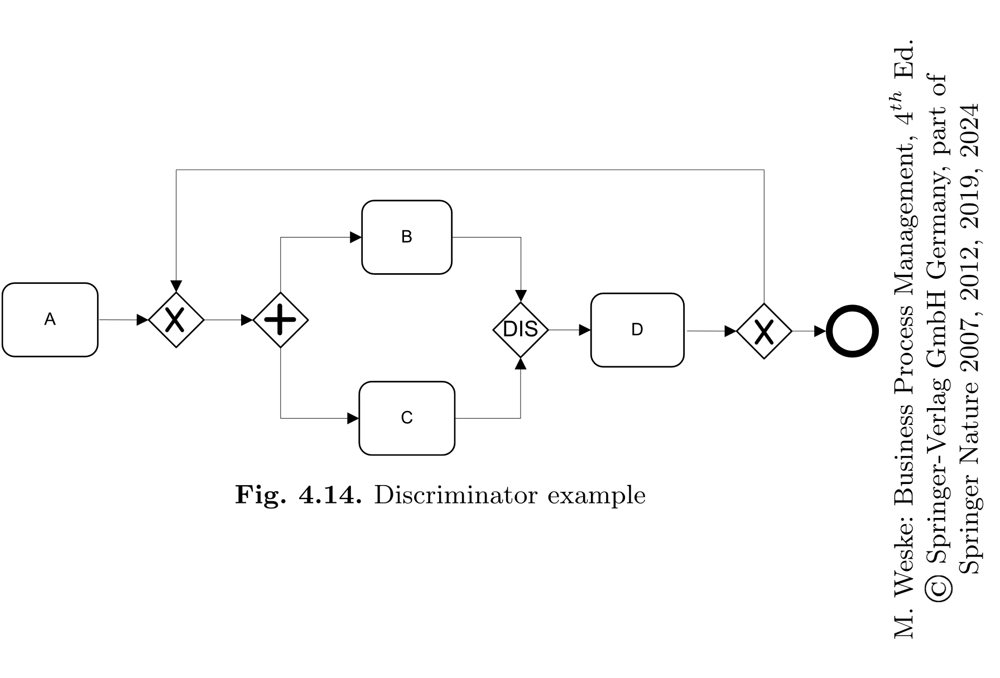 A
B
C
DIS
D
Fig. 4.14. Discriminator example
M. Weske: Business Process Management, 4th Ed.
© Springer-Verlag GmbH Germany, part of
Springer Nature 2007, 2012, 2019, 2024